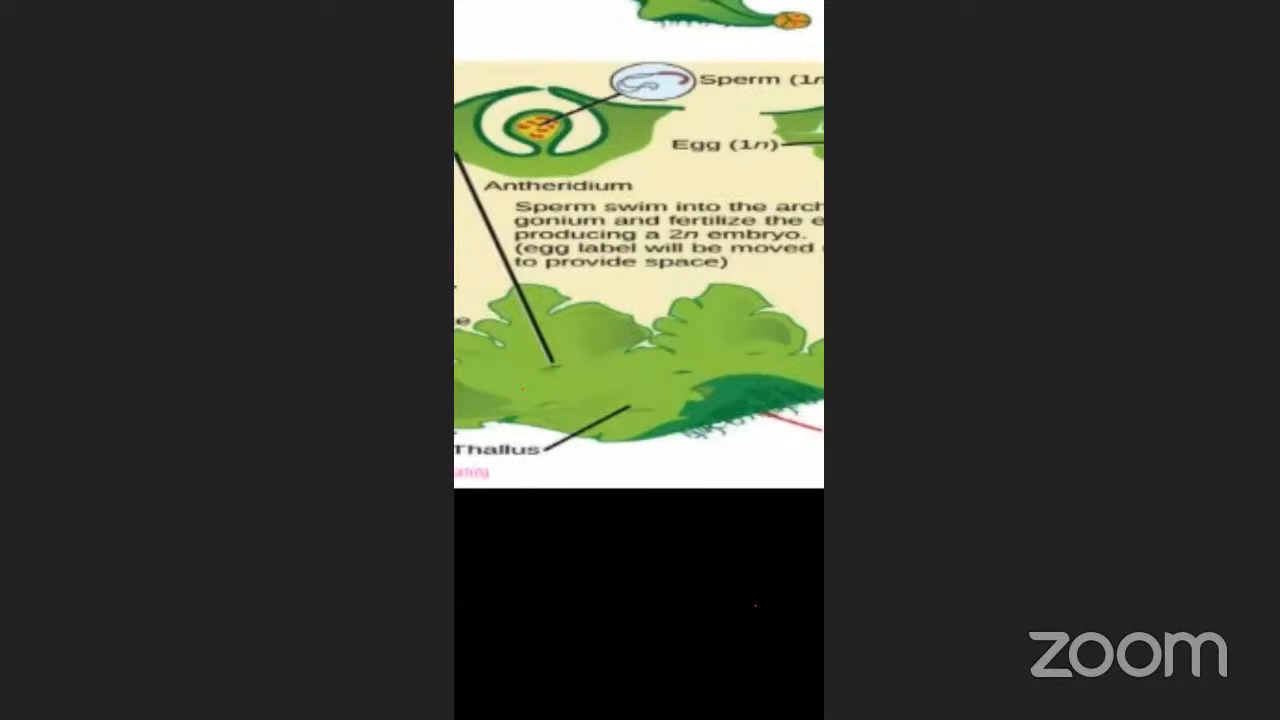 Sperm (1n
Egg (1n)
Antheridium
Sperm swim into the arch
gonium and fertilize the e
producing a 2n embryo.
(egg label will be moved
to provide space)
e
Thallus
zoom